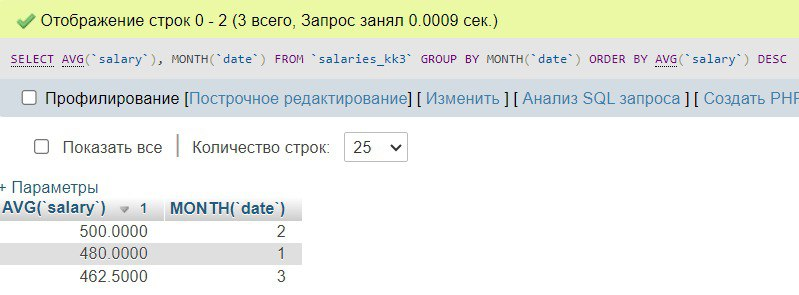 Отображение строк 0 - 2 (3 всего, Запрос занял 0.0009 сек.)
SELECT AVG(`salary`), MONTH(`date`) FROM `salaries_kk3` GROUP BY MONTH(`date`) ORDER BY AVG(`salary`) DESC
Профилирование [Построчное редактирование] [ Изменить ] [ Анализ SQL запроса ] [ Создать PHP
Показать все Количество строк: 25
+ Параметры
AVG(`salary`) 1 MONTH(`date`)
500.0000 2
480.0000 1
462.5000 3